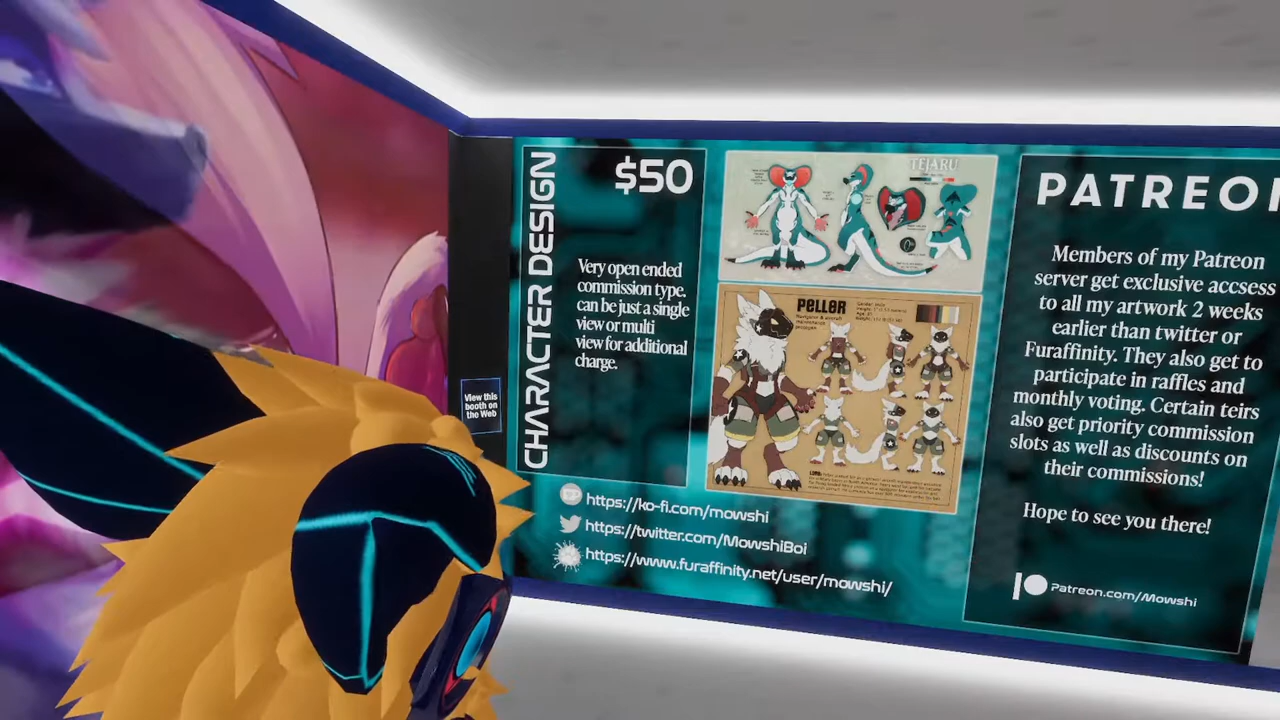 CHARACTER DESIGN
$50
Very open ended
commission type.
can be just a single
view or multi
view for additional
charge.
View this
booth on
the Web
TEJARU
PELLER
https://ko-fi.com/mowshi
https://twitter.com/MowshiBoi
https://www.furaffinity.net/user/mowshi/
PATREON
Members of my Patreon
server get exclusive accsess
to all my artwork 2 weeks
earlier than twitter or
Furaffinity. They also get to
participate in raffles and
monthly voting. Certain teirs
also get priority commission
slots as well as discounts on
their commissions!
Hope to see you there!
Patreon.com/Mowshi